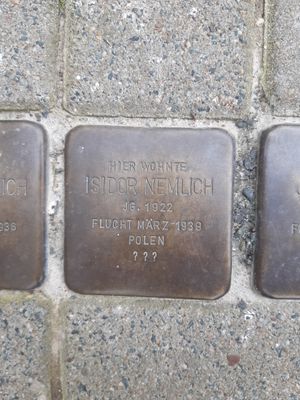 HIER WOHNTE
ISIDOR NEMLICH
JG. 1922
FLUCHT MÄRZ 1939
POLEN
? ? ?